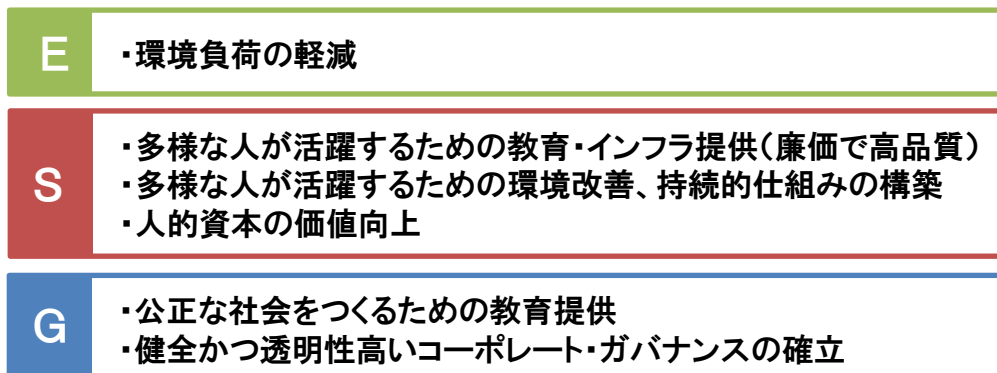 E
・環境負荷の軽減
S
・多様な人が活躍するための教育・インフラ提供（廉価で高品質）
・多様な人が活躍するための環境改善、持続的仕組みの構築
・人的資本の価値向上
G
・公正な社会をつくるための教育提供
・健全かつ透明性高いコーポレート・ガバナンスの確立